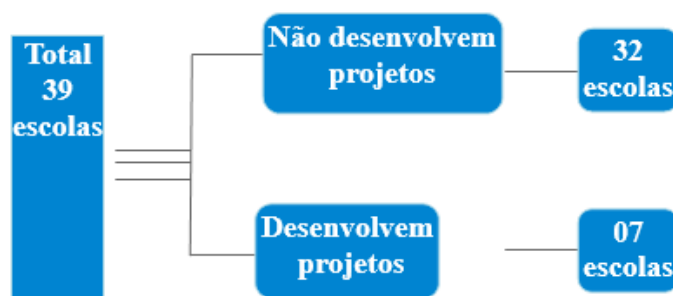 Total
39
escolas
Não desenvolvem
projetos
32
escolas
Desenvolvem
projetos
07
escolas